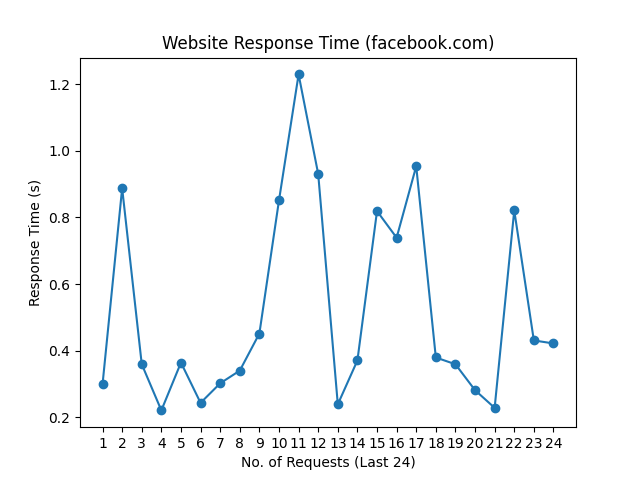 Website Response Time (facebook.com)
1.2
1.0
0.8
0.6
0.4
0.2
Response Time (s)
1 2 3 4 5 6 7 8 9 10 11 12 13 14 15 16 17 18 19 20 21 22 23 24
No. of Requests (Last 24)